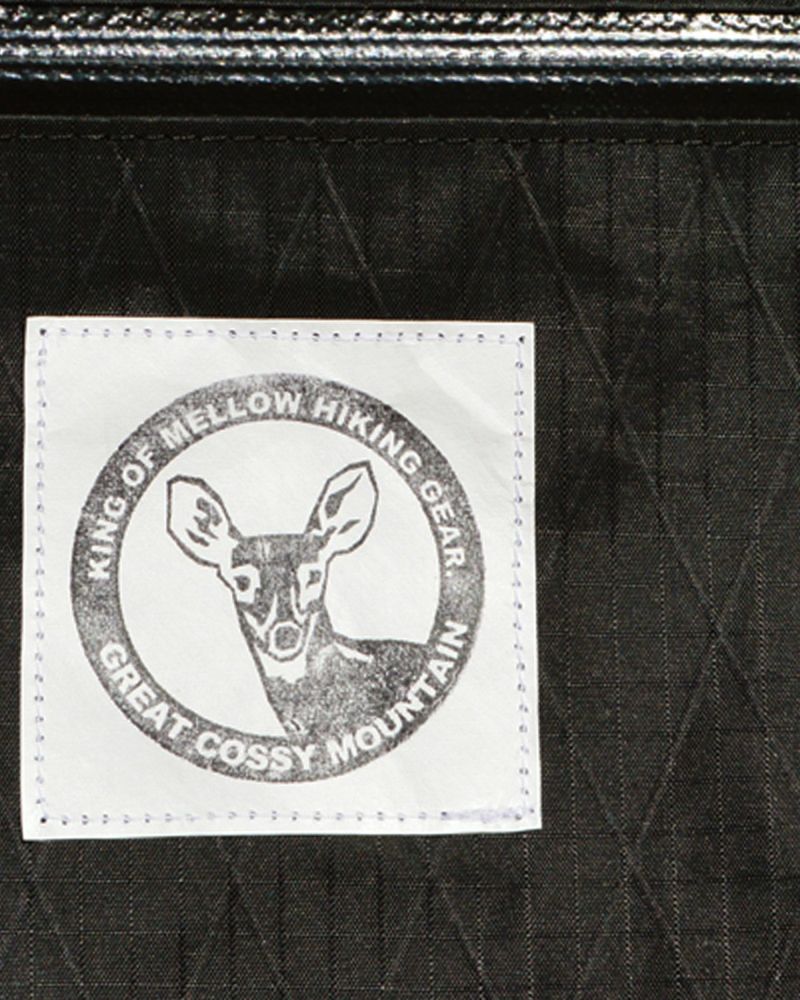 KING OF MELLOW HIKING GEAR.
GREAT COSSY MOUNTAIN